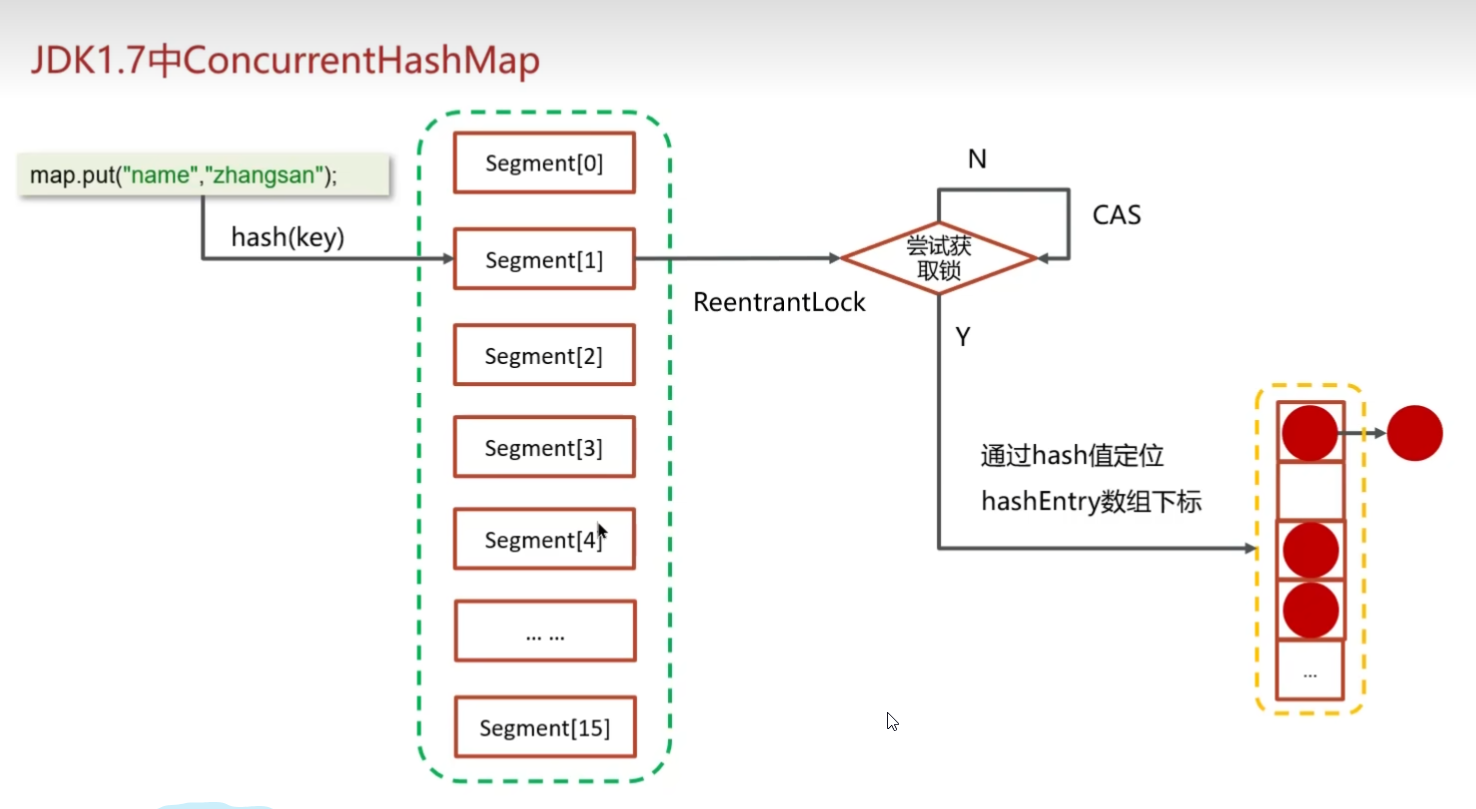 JDK1.7中ConcurrentHashMap
map.put("name","zhangsan");
hash(key)
Segment[0]
Segment[1]
Segment[2]
Segment[3]
Segment[4]
... ...
Segment[15]
ReentrantLock
尝试获
取锁
N
CAS
Y
通过hash值定位
hashEntry数组下标
...